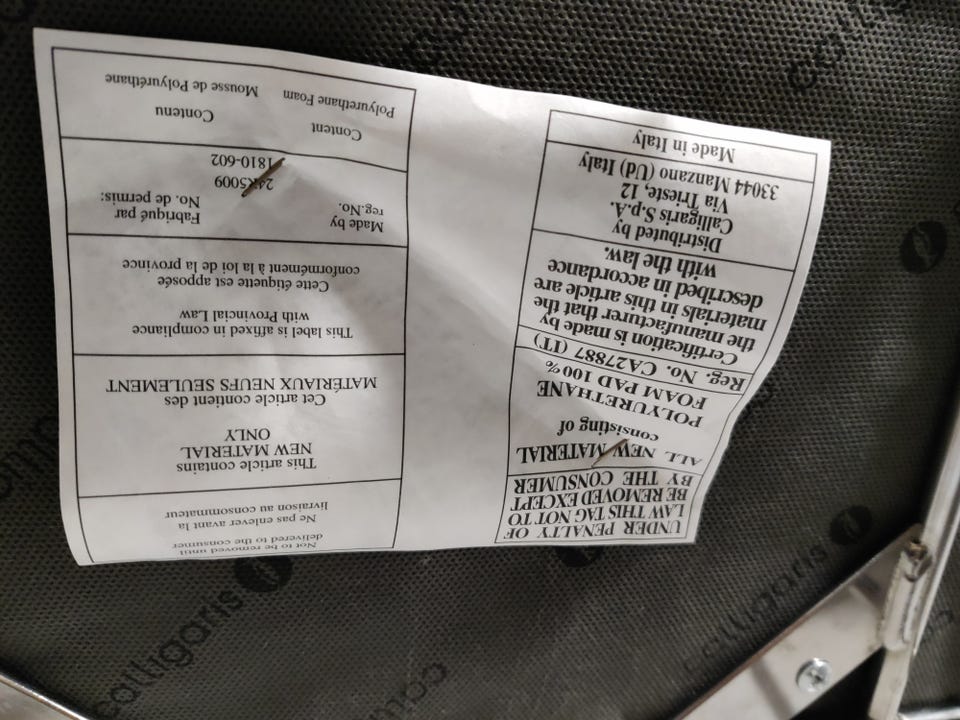 UNDER PENALTY OF
LAW THIS TAG NOT TO
BE REMOVED EXCEPT
BY THE CONSUMER
ALL NEW MATERIAL
consisting of
POLYURETHANE
FOAM PAD 100%
Reg. No. CA27887 (IT)
Certification is made by
the manufacturer that the
materials in this article are
described in accordance
with the law.
Distributed by
Calligaris S.p.A.
Via Trieste, 12
33044 Manzano (Ud) Italy
Made in Italy
Not to be removed until
delivered to the consumer
Ne pas enlever avant la
livraison au consommateur
This article contains
NEW MATERIAL
ONLY
Cet article contient des
MATÉRIAUX NEUFS SEULEMENT
This label is affixed in compliance
with Provincial Law
Cette étiquette est apposée
conformément à la loi de la province
Made by Fabriqué par
reg.No. No. de permis:
24R5009
1810-602
Content Contenu
Polyurethane Foam Mousse de Polyuréthane
calligaris
calligaris